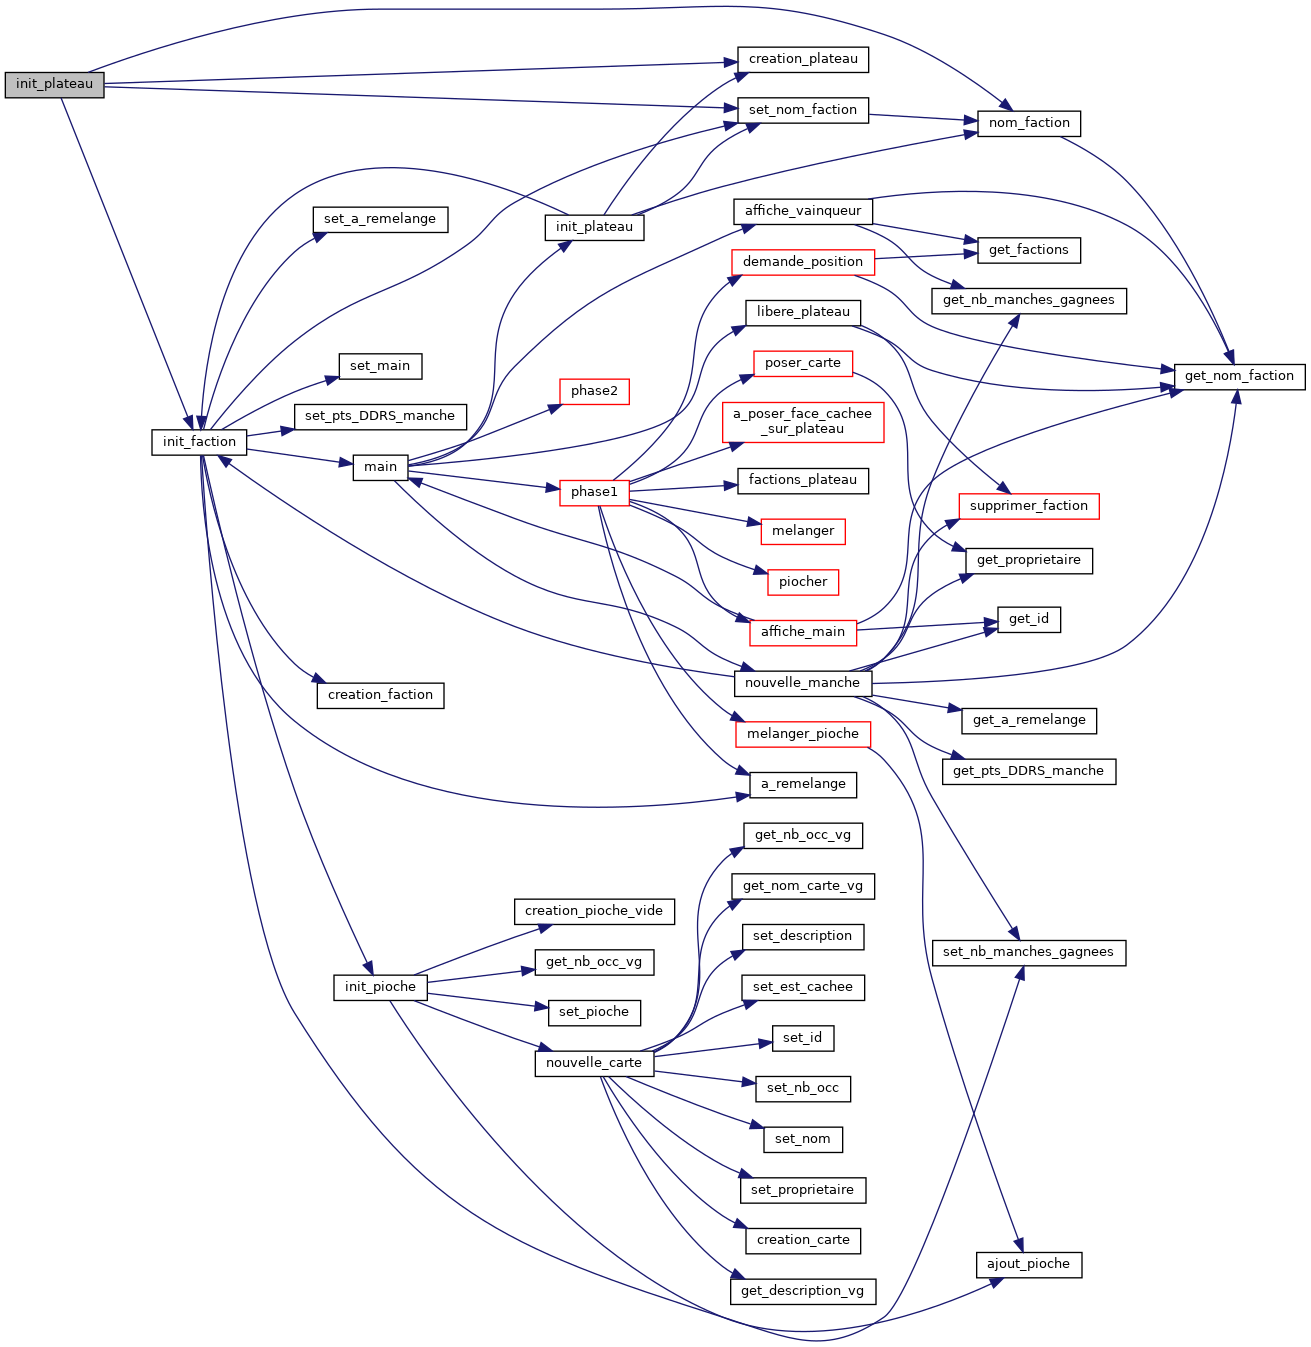 init_plateau
creation_plateau
set_nom_faction
nom_faction
set_a_remelange
init_plateau
affiche_vainqueur
get_factions
demande_position
get_nb_manches_gagnees
libere_plateau
set_main
poser_carte
get_nom_faction
phase2
set_pts_DDRS_manche
a_poser_face_cachee
_sur_plateau
init_faction
main
factions_plateau
phase1
supprimer_faction
melanger
get_proprietaire
piocher
get_id
affiche_main
nouvelle_manche
creation_faction
get_a_remelange
melanger_pioche
get_pts_DDRS_manche
a_remelange
get_nb_occ_vg
get_nom_carte_vg
creation_pioche_vide
set_description
set_nb_manches_gagnees
get_nb_occ_vg
init_pioche
set_est_cachee
set_pioche
set_id
nouvelle_carte
set_nb_occ
set_nom
set_proprietaire
creation_carte
ajout_pioche
get_description_vg